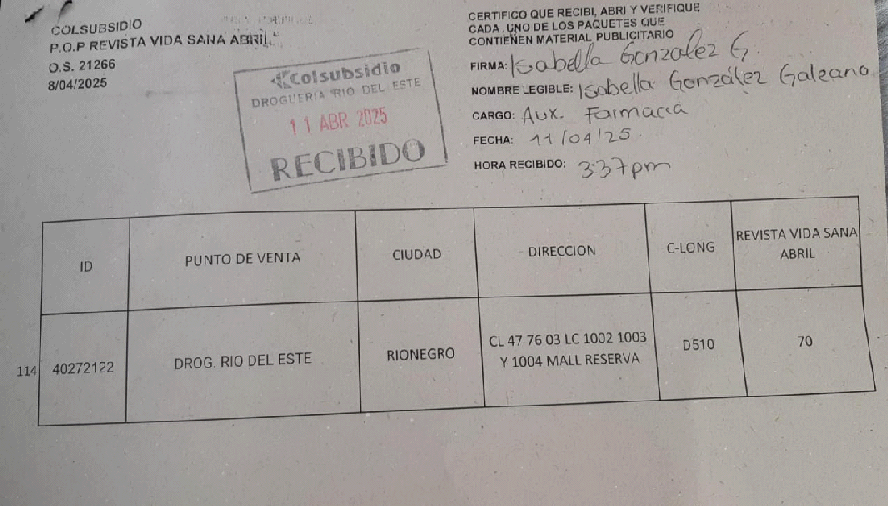 COLSUBSIDIO
P.O.P REVISTA VIDA SANA ABRIL
O.S. 21266
8/04/2025
Colsubsidio
DROGUERIA RIO DEL ESTE
11 ABR 2025
RECIBIDO
CERTIFICO QUE RECIBI, ABRI Y VERIFIQUE
CADA UNO DE LOS PAQUETES QUE
CONTIENEN MATERIAL PUBLICITARIO
FIRMA: Isabella Gonzalez G.
NOMBRE LEGIBLE: Isabella González Galeano
CARGO: Aux. Farmacia
FECHA: 11/04/25
HORA RECIBIDO: 3:37pm
ID
PUNTO DE VENTA
CIUDAD
DIRECCION
C-LONG
REVISTA VIDA SANA
ABRIL
114
40272172
DROG. RIO DEL ESTE
RIONEGRO
CL 47 76 03 LC 1002 1003
Y 1004 MALL RESERVA
D510
70